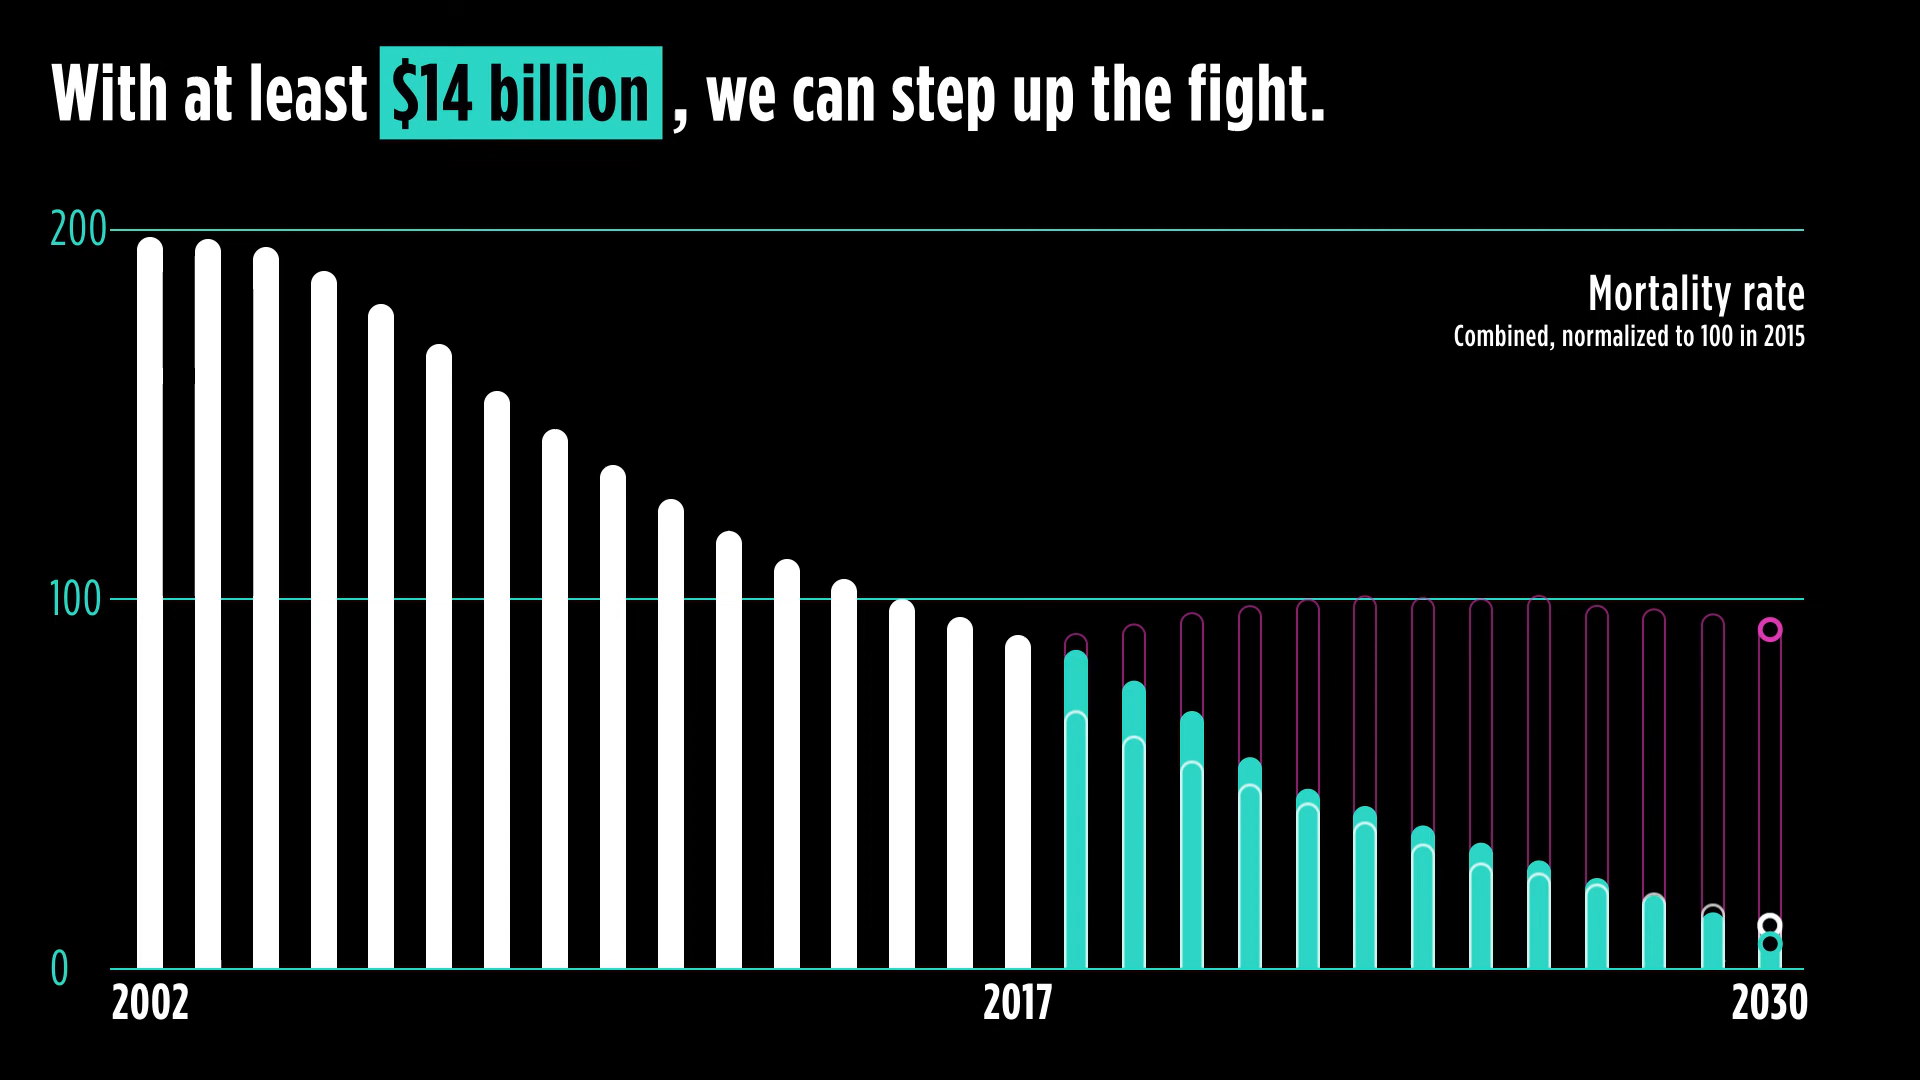 With at least $14 billion , we can step up the fight.
200
Mortality rate
Combined, normalized to 100 in 2015
100
0
2002 2017 2030